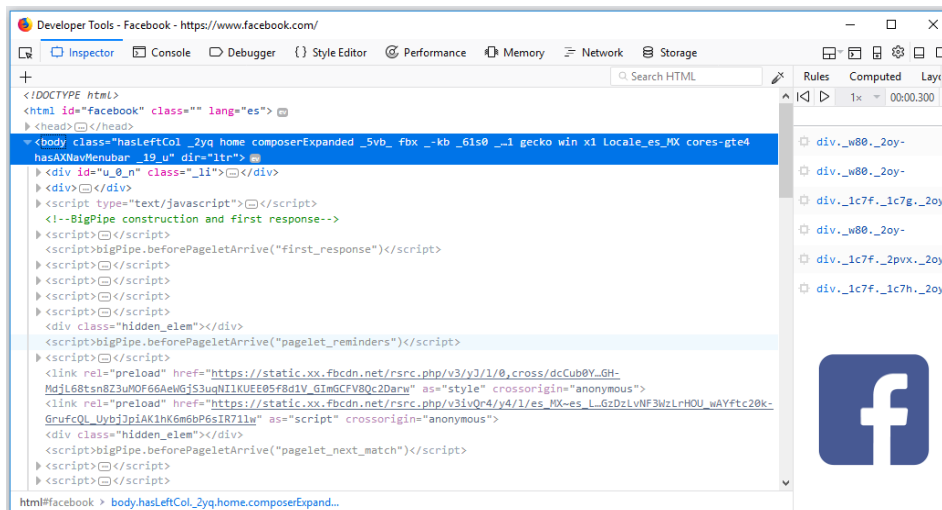 Developer Tools - Facebook - https://www.facebook.com/
Inspector Console Debugger {} Style Editor Performance Memory Network Storage
+ Search HTML Rules Computed Layo
<!DOCTYPE html>
<html id="facebook" class="" lang="es"> ev
1x 00:00.300
<head></head>
<body class="hasLeftCol _2yq home composerExpanded _5vb_ fbx _-kb _61s0 _…1 gecko win x1 Locale_es_MX cores-gte4
hasAXNavMenubar _19_u" dir="ltr"> ev
<div id="u_0_n" class="_li"></div>
<div></div>
<script type="text/javascript"></script>
<!--BigPipe construction and first response-->
<script></script>
<script>bigPipe.beforePageletArrive("first_response")</script>
<script></script>
<script></script>
<script></script>
<script></script>
<div class="hidden_elem"></div>
<script>bigPipe.beforePageletArrive("pagelet_reminders")</script>
<script></script>
<link rel="preload" href="https://static.xx.fbcdn.net/rsrc.php/v3/yJ/l/0,cross/dcCub0Y…GH-
MdjL68tsn8Z3uMOF66AeWGjS3uqNIlKUEE05f8d1V_GImGCFV8Qc2Darw" as="style" crossorigin="anonymous">
<link rel="preload" href="https://static.xx.fbcdn.net/rsrc.php/v3ivQr4/y4/l/es_MX~es_L…GzDzLvNF3WzLrHOU_wAYftc20k-
GrufcQL_UybjJpiAK1hK6m6bP6sIR71lw" as="script" crossorigin="anonymous">
<div class="hidden_elem"></div>
<script>bigPipe.beforePageletArrive("pagelet_next_match")</script>
<script></script>
<script></script>
div._w80._2oy-
div._w80._2oy-
div._1c7f._1c7g._2oy
div._w80._2oy-
div._1c7f._2pvx._2oy
div._1c7f._1c7h._2oy
html#facebook > body.hasLeftCol._2yq.home.composerExpand...